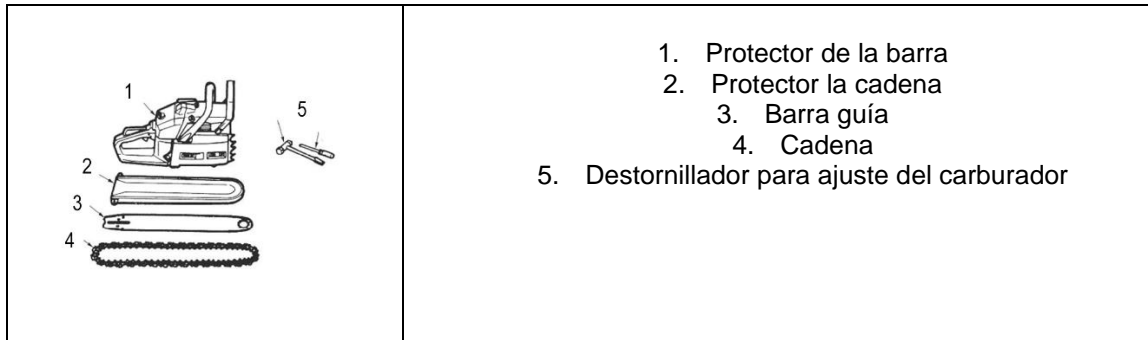 1
5
2
3
4
1. Protector de la barra
2. Protector la cadena
3. Barra guía
4. Cadena
5. Destornillador para ajuste del carburador